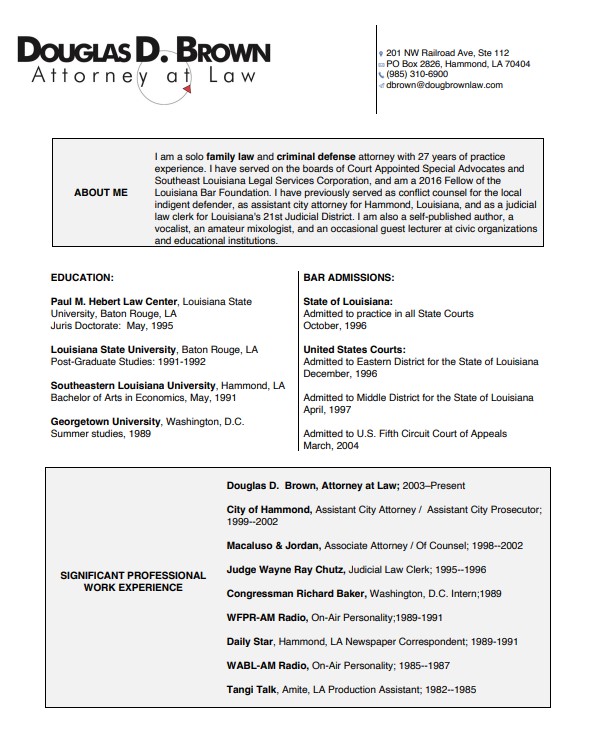 DOUGLAS D. BROWN
Attorney at Law
201 NW Railroad Ave, Ste 112
PO Box 2826, Hammond, LA 70404
(985) 310-6900
dbrown@dougbrownlaw.com
ABOUT ME
I am a solo family law and criminal defense attorney with 27 years of practice
experience. I have served on the boards of Court Appointed Special Advocates and
Southeast Louisiana Legal Services Corporation, and am a 2016 Fellow of the
Louisiana Bar Foundation. I have previously served as conflict counsel for the local
indigent defender, as assistant city attorney for Hammond, Louisiana, and as a judicial
law clerk for Louisiana's 21st Judicial District. I am also a self-published author, a
vocalist, an amateur mixologist, and an occasional guest lecturer at civic organizations
and educational institutions.
EDUCATION:
Paul M. Hebert Law Center, Louisiana State
University, Baton Rouge, LA
Juris Doctorate: May, 1995
Louisiana State University, Baton Rouge, LA
Post-Graduate Studies: 1991-1992
Southeastern Louisiana University, Hammond, LA
Bachelor of Arts in Economics, May, 1991
Georgetown University, Washington, D.C.
Summer studies, 1989
BAR ADMISSIONS:
State of Louisiana:
Admitted to practice in all State Courts
October, 1996
United States Courts:
Admitted to Eastern District for the State of Louisiana
December, 1996
Admitted to Middle District for the State of Louisiana
April, 1997
Admitted to U.S. Fifth Circuit Court of Appeals
March, 2004
SIGNIFICANT PROFESSIONAL
WORK EXPERIENCE
Douglas D. Brown, Attorney at Law; 2003–Present
City of Hammond, Assistant City Attorney / Assistant City Prosecutor;
1999--2002
Macaluso & Jordan, Associate Attorney / Of Counsel; 1998--2002
Judge Wayne Ray Chutz, Judicial Law Clerk; 1995--1996
Congressman Richard Baker, Washington, D.C. Intern;1989
WFPR-AM Radio, On-Air Personality;1989-1991
Daily Star, Hammond, LA Newspaper Correspondent; 1989-1991
WABL-AM Radio, On-Air Personality; 1985--1987
Tangi Talk, Amite, LA Production Assistant; 1982--1985